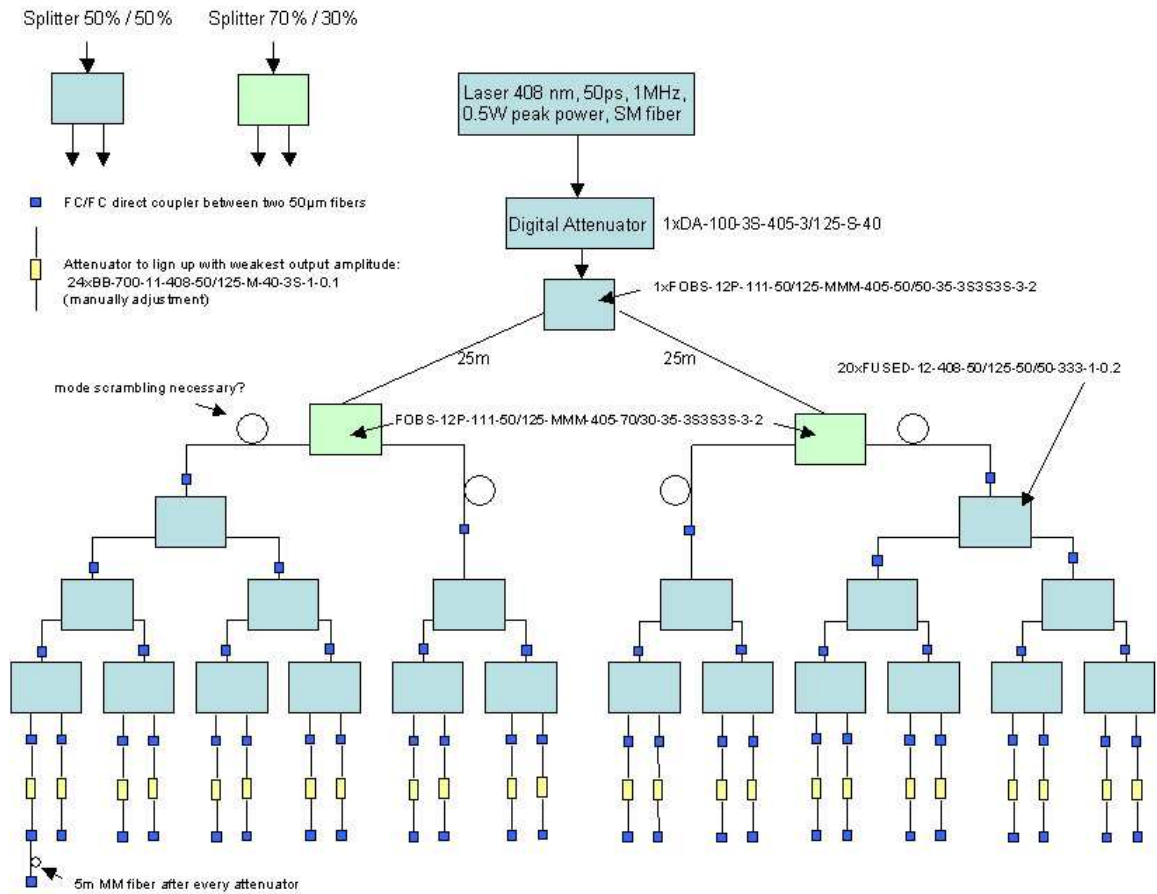 Splitter 50% / 50%
Splitter 70% / 30%
Laser 408 nm, 50ps, 1MHz,
0.5W peak power, SM fiber
FC/FC direct coupler between two 50µm fibers
Digital Attenuator
1xDA-100-3S-405-3/125-S-40
Attenuator to lign up with weakest output amplitude:
24xBB-700-11-408-50/125-M-40-3S-1-0.1
(manually adjustment)
1xFOBS-12P-111-50/125-MMM-405-50/50-35-3S3S3S-3-2
25m
25m
20xFUSED-12-408-50/125-50/50-333-1-0.2
mode scrambling necessary?
FOBS-12P-111-50/125-MMM-405-70/30-35-3S3S3S-3-2
5m MM fiber after every attenuator